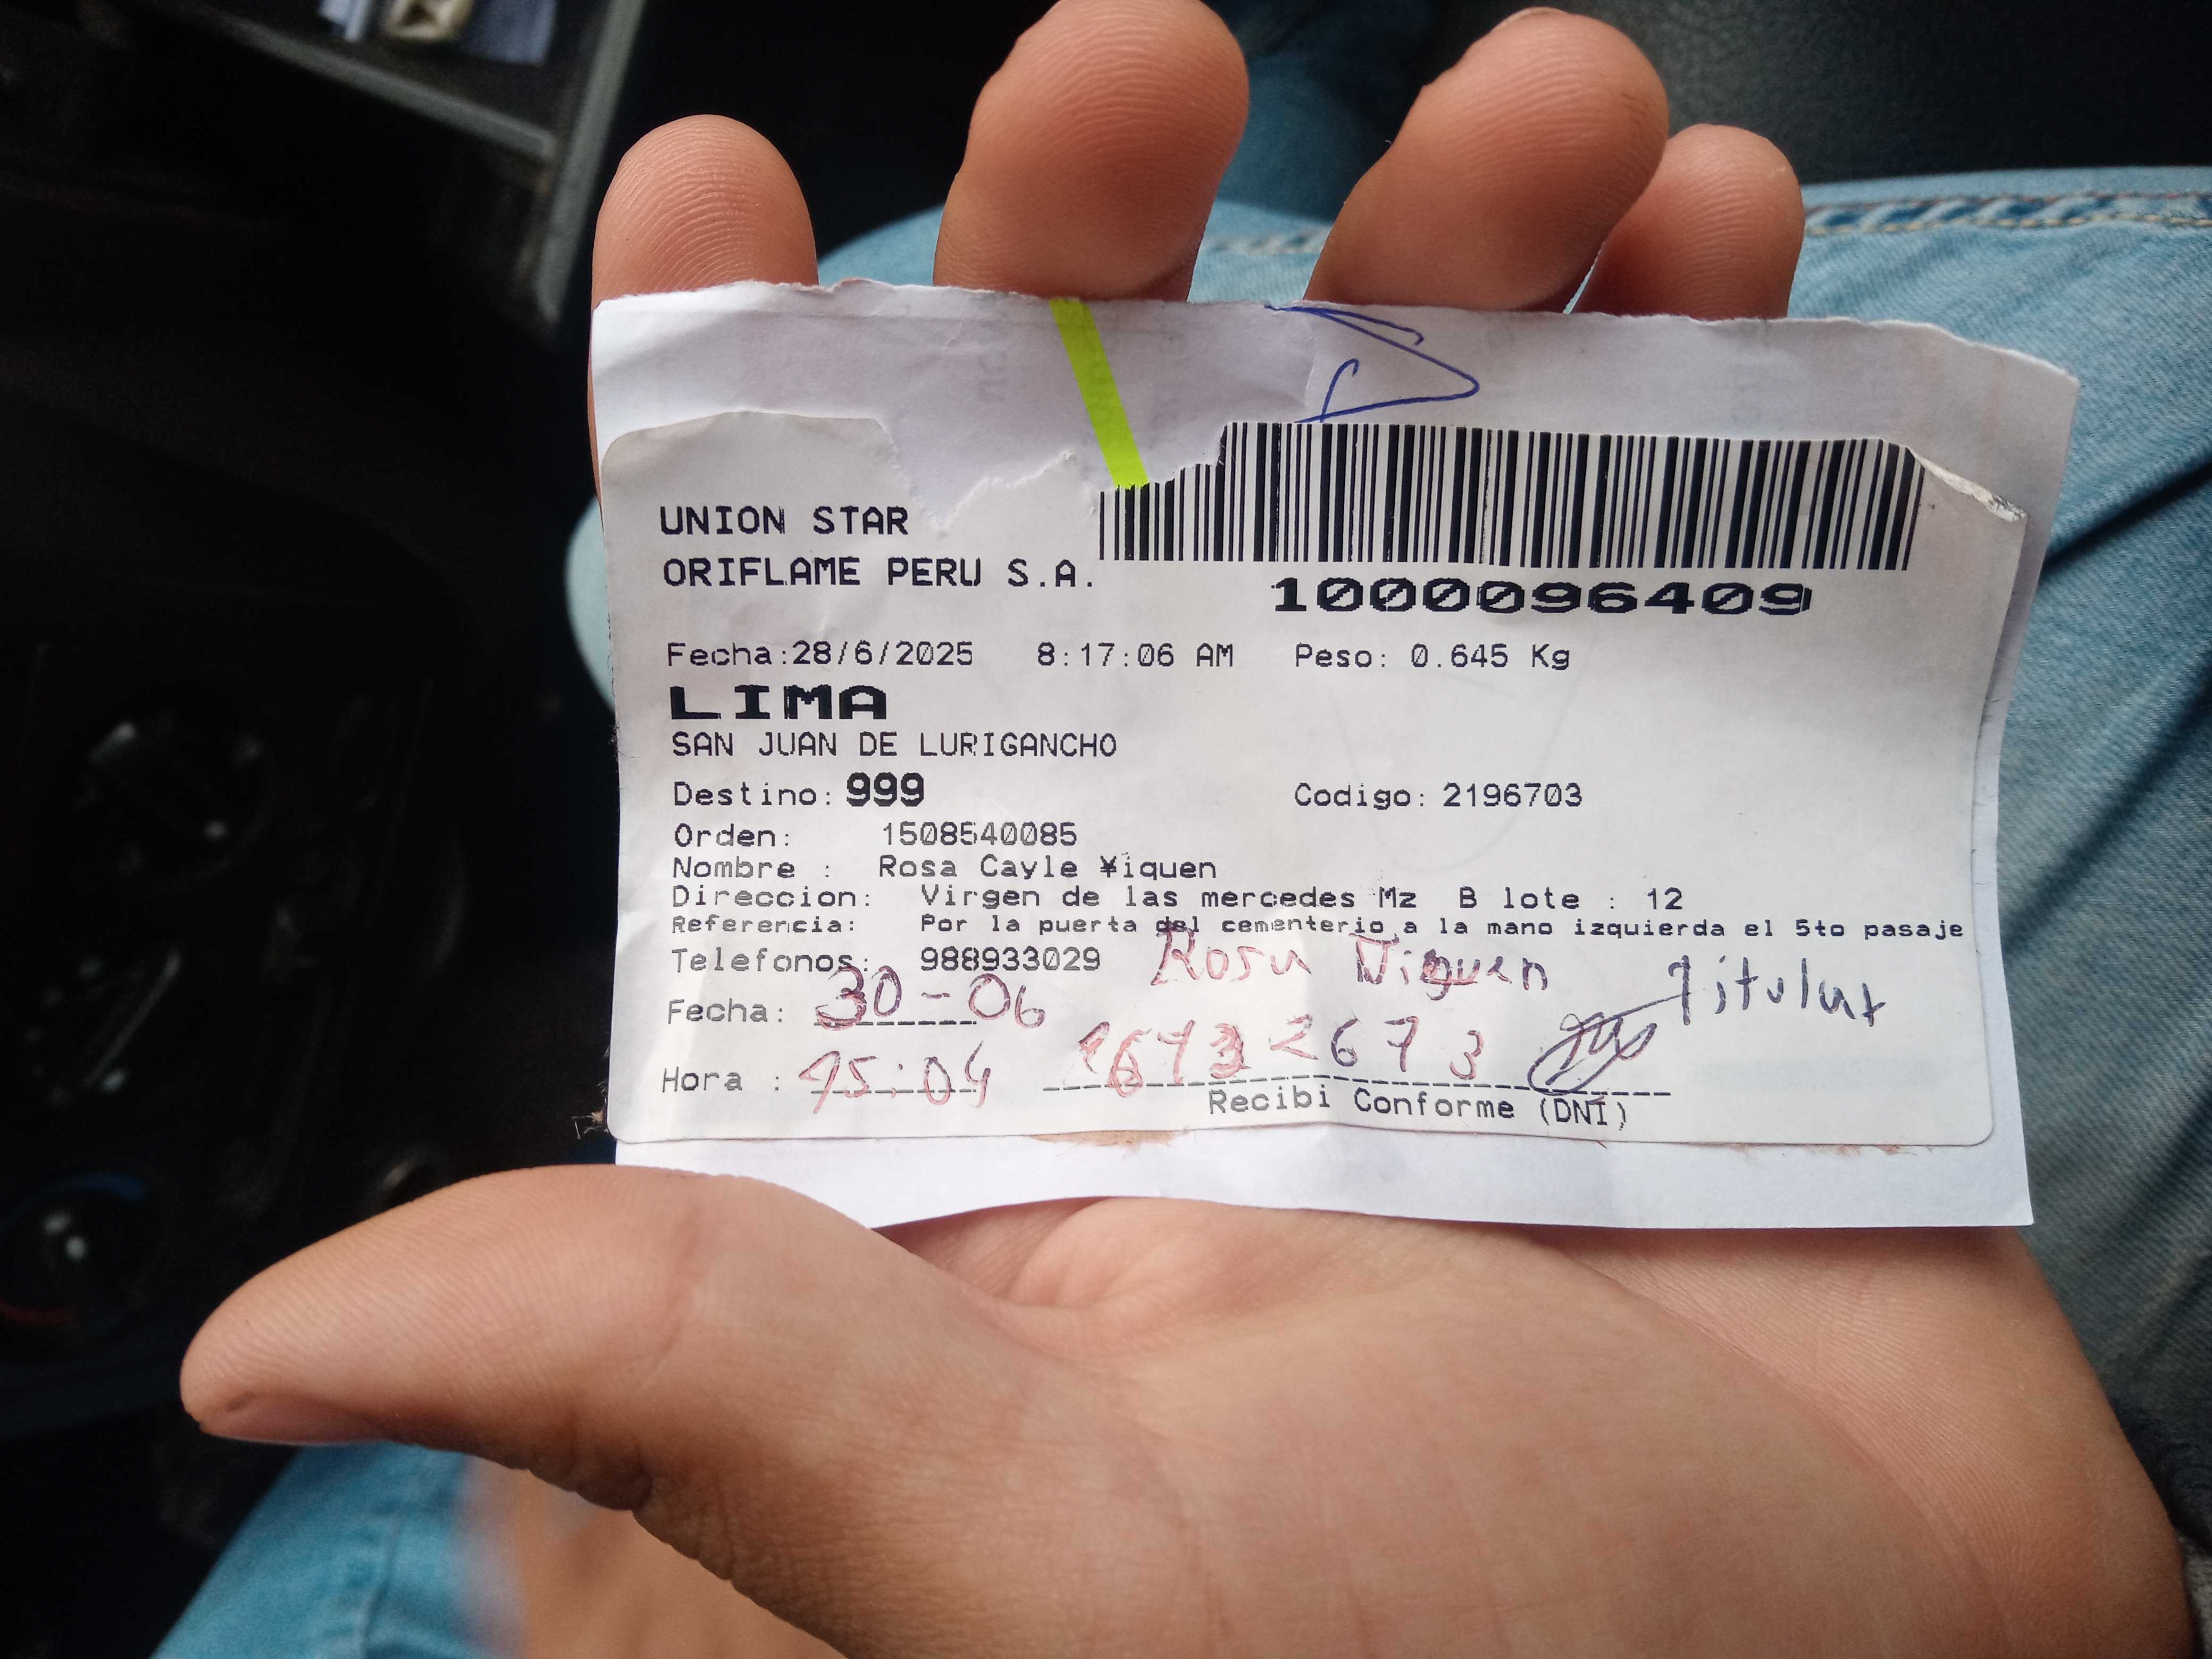 UNION STAR
ORIFLAME PERU S.A.
1000096409
Fecha:28/6/2025 8:17:06 AM Peso: 0.645 Kg
LIMA
SAN JUAN DE LURIGANCHO
Destino: 999 Codigo: 2196703
Orden: 1508540085
Nombre : Rosa Cayle ¥iquen
Direccion: Virgen de las mercedes Mz B lote : 12
Referencia: Por la puerta del cementerio a la mano izquierda el 5to pasaje
Telefonos: 988933029 Rosa Ñiquen Titular
Fecha: 30-06
Hora : 15:04
Recibi Conforme (DNI)